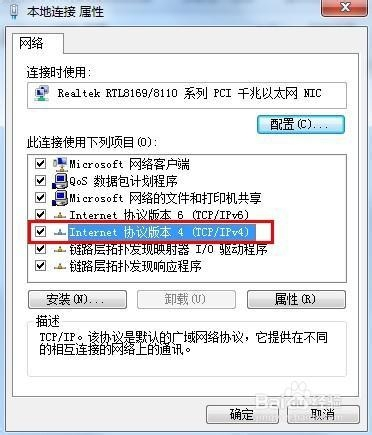 本地连接 属性
网络
连接时使用:
Realtek RTL8169/8110 系列 PCI 千兆以太网 NIC
配置(C)...
此连接使用下列项目(O):
Microsoft 网络客户端
QoS 数据包计划程序
Microsoft 网络的文件和打印机共享
Internet 协议版本 6 (TCP/IPv6)
Internet 协议版本 4 (TCP/IPv4)
链路层拓扑发现映射器 I/O 驱动程序
链路层拓扑发现响应程序
安装(N)...
卸载(U)
属性(R)
描述
TCP/IP。该协议是默认的广域网络协议，它提供在不同
的相互连接的网络上的通讯。
确定
取消